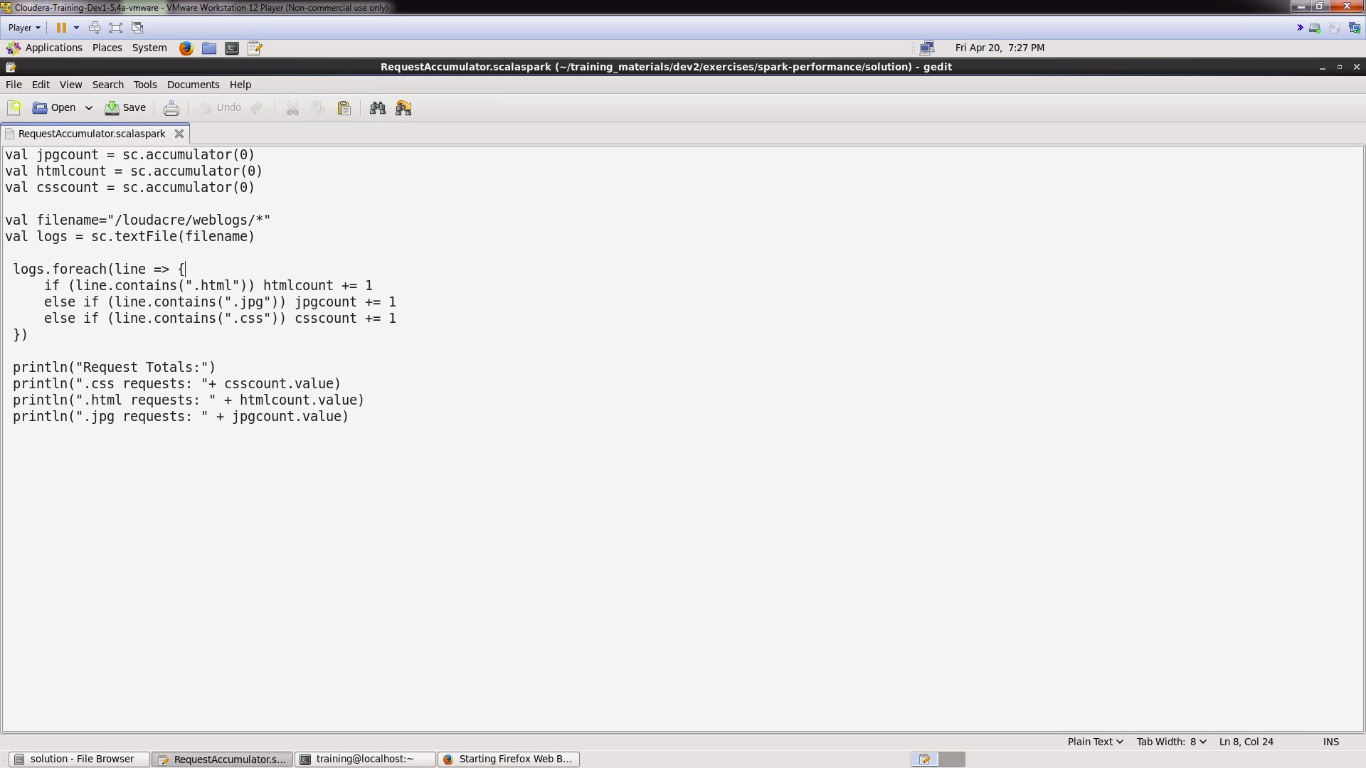 Cloudera-Training-Dev1-5.4a-vmware - VMware Workstation 12 Player (Non-commercial use only)
Player
Applications Places System Fri Apr 20, 7:27 PM
RequestAccumulator.scalaspark (~/training_materials/dev2/exercises/spark-performance/solution) - gedit
File Edit View Search Tools Documents Help
Open Save Undo
RequestAccumulator.scalaspark
val jpgcount = sc.accumulator(0)
val htmlcount = sc.accumulator(0)
val csscount = sc.accumulator(0)
val filename="/loudacre/weblogs/*"
val logs = sc.textFile(filename)
logs.foreach(line => {
if (line.contains(".html")) htmlcount += 1
else if (line.contains(".jpg")) jpgcount += 1
else if (line.contains(".css")) csscount += 1
})
println("Request Totals:")
println(".css requests: "+ csscount.value)
println(".html requests: " + htmlcount.value)
println(".jpg requests: " + jpgcount.value)
Plain Text Tab Width: 8 Ln 8, Col 24 INS
solution - File Browser RequestAccumulator.s... training@localhost:~ Starting Firefox Web B...